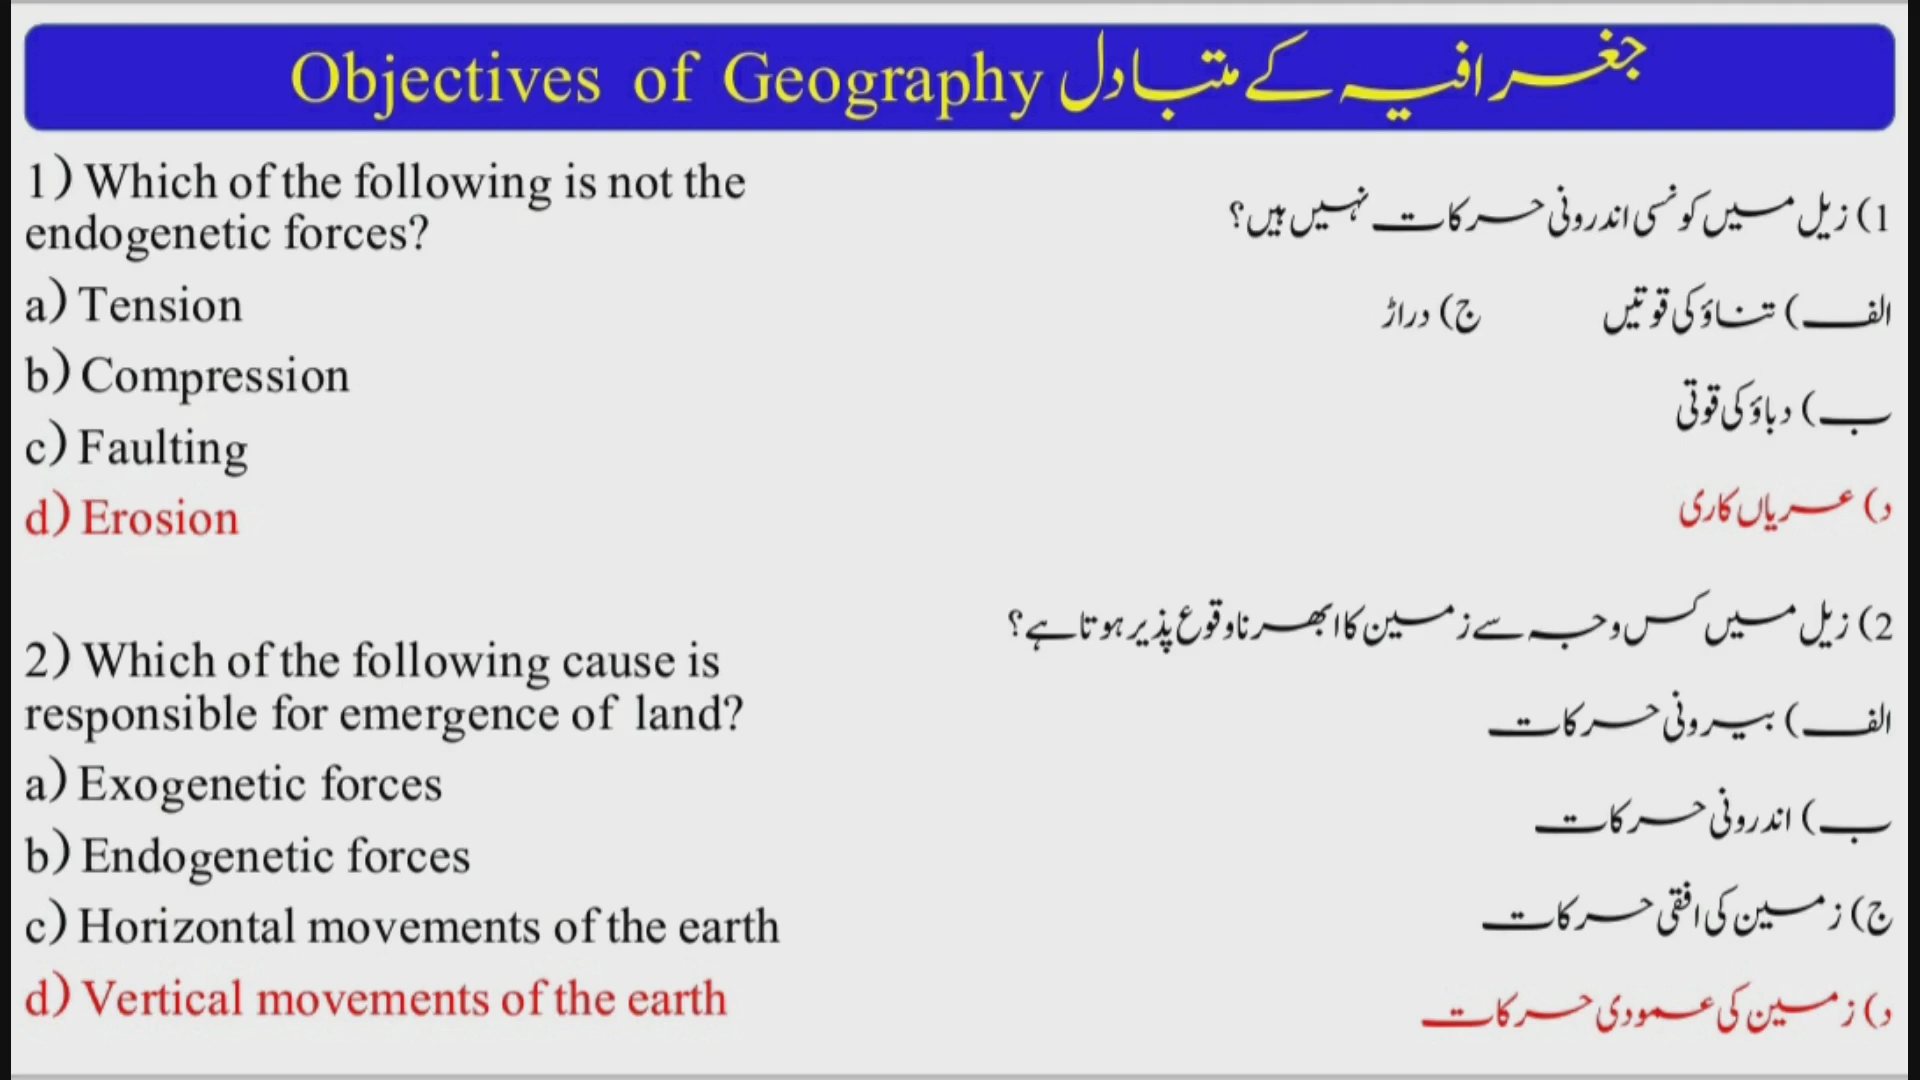 Objectives of Geography جغرافیہ کے متبادل
1) Which of the following is not the
endogenetic forces?
a) Tension
b) Compression
c) Faulting
d) Erosion
1) زیل میں کونسی اندرونی حرکات نہیں ہیں؟
الف) تناؤ کی قوتیں ج) دراڑ
ب) دباؤ کی قوتی
د) عریاں کاری
2) Which of the following cause is
responsible for emergence of land?
a) Exogenetic forces
b) Endogenetic forces
c) Horizontal movements of the earth
d) Vertical movements of the earth
2) زیل میں کس وجہ سے زمین کا ابھرنا وقوع پذیر ہوتا ہے؟
الف) بیرونی حرکات
ب) اندرونی حرکات
ج) زمین کی افقی حرکات
د) زمین کی عمودی حرکات